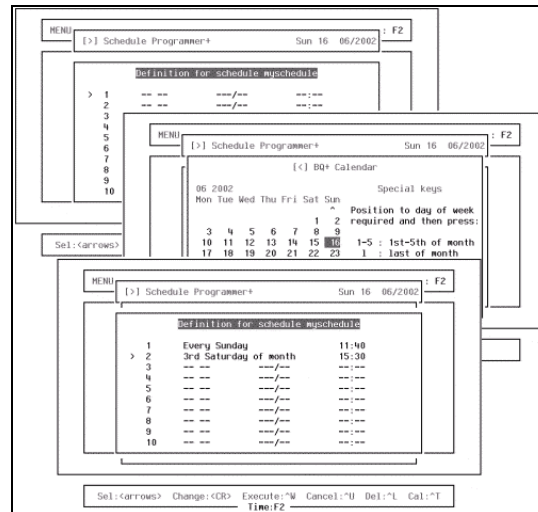 MENU : F2
[>] Schedule Programmer+ Sun 16 06/2002
Definition for schedule myschedule
> 1 -- -- ---/-- --:--
2 -- -- ---/-- --:--
3
4
5
6
7
8
9
10
Sel:<arrows>
MENU : F2
[>] Schedule Programmer+ Sun 16 06/2002
[<] BQ+ Calendar
06 2002 Special keys
Mon Tue Wed Thu Fri Sat Sun
^ Position to day of week
1 2 required and then press:
3 4 5 6 7 8 9
10 11 12 13 14 15 16 1-5 : 1st-5th of month
17 18 19 20 21 22 23 l : last of month
MENU : F2
[>] Schedule Programmer+ Sun 16 06/2002
Definition for schedule myschedule
1 Every Sunday 11:40
> 2 3rd Saturday of month 15:30
3 -- -- ---/-- --:--
4 -- -- ---/-- --:--
5 -- -- ---/-- --:--
6 -- -- ---/-- --:--
7 -- -- ---/-- --:--
8 -- -- ---/-- --:--
9 -- -- ---/-- --:--
10 -- -- ---/-- --:--
Sel:<arrows> Change:<CR> Execute:^W Cancel:^U Del:^L Cal:^T
Time:F2